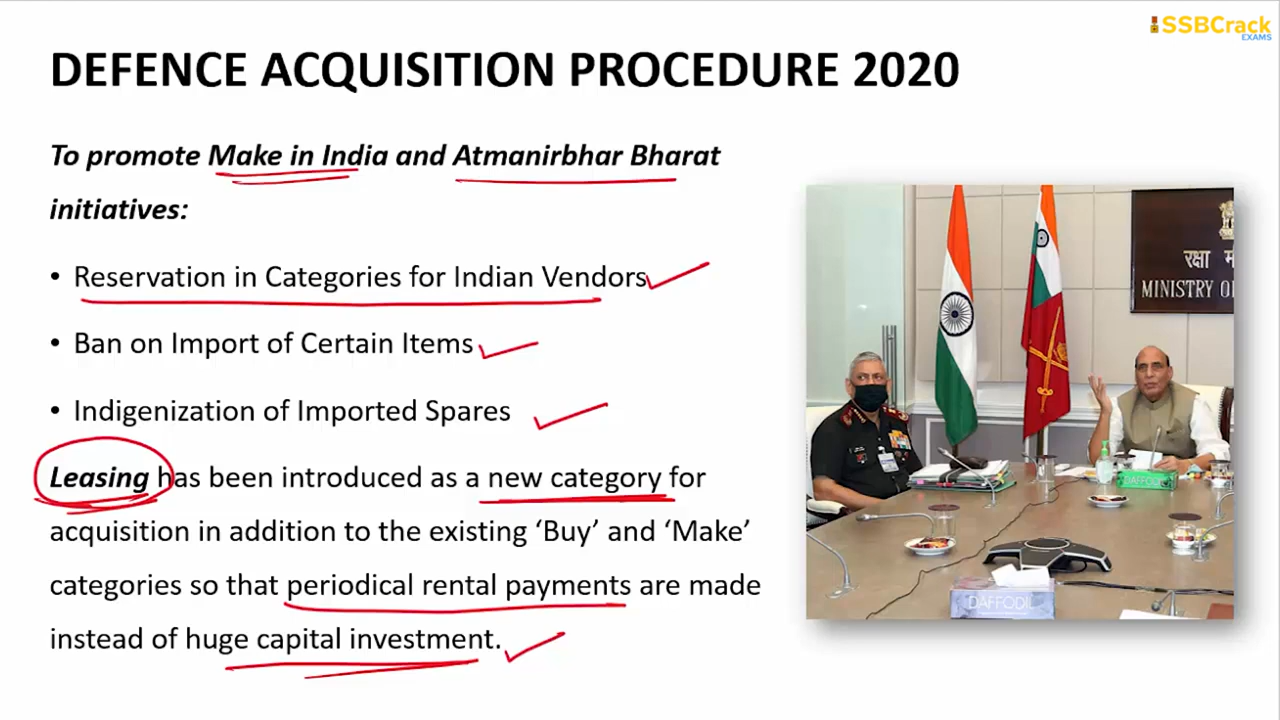 SSBCrack
EXAMS
DEFENCE ACQUISITION PROCEDURE 2020
To promote Make in India and Atmanirbhar Bharat
initiatives:
• Reservation in Categories for Indian Vendors
• Ban on Import of Certain Items
• Indigenization of Imported Spares
Leasing has been introduced as a new category for
acquisition in addition to the existing ‘Buy’ and ‘Make’
categories so that periodical rental payments are made
instead of huge capital investment.
रक्षा
MINISTRY
DAFFODIL
DAFFODIL